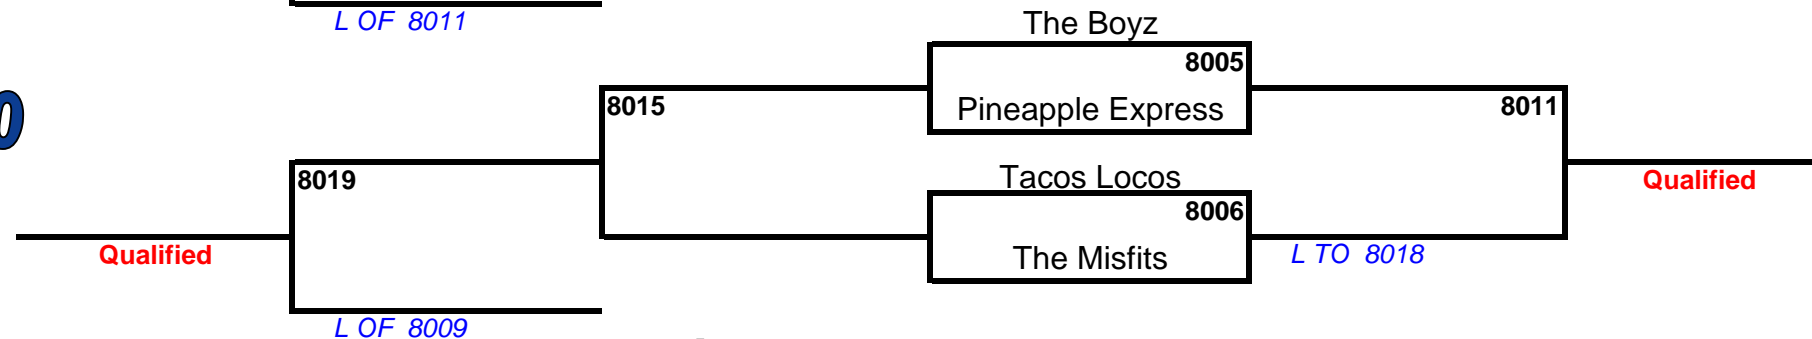 L OF 8011
The Boyz
8005
8015
Pineapple Express
8011
8019
Tacos Locos
Qualified
8006
Qualified
The Misfits
L TO 8018
L OF 8009